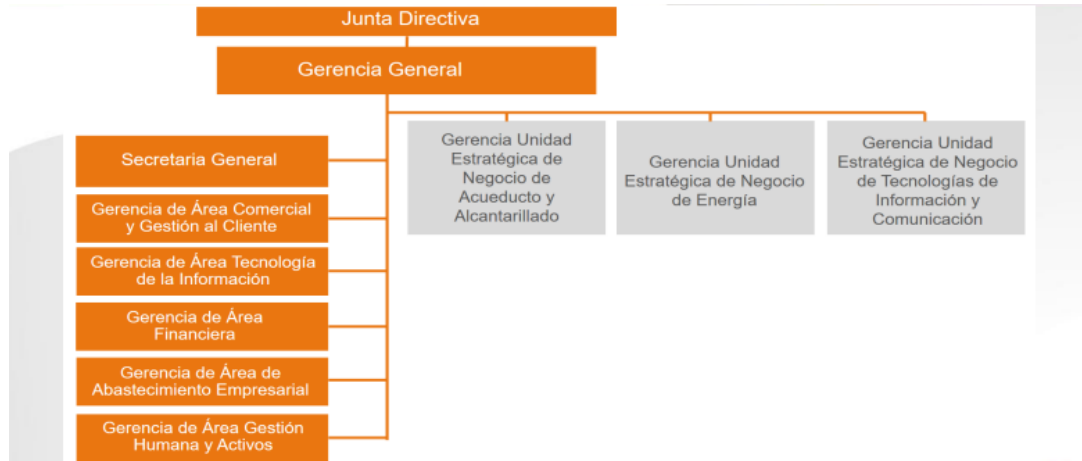 Junta Directiva
Gerencia General
Secretaria General
Gerencia de Área Comercial
y Gestión al Cliente
Gerencia de Área Tecnología
de la Información
Gerencia de Área
Financiera
Gerencia de Área de
Abastecimiento Empresarial
Gerencia de Área Gestión
Humana y Activos
Gerencia Unidad
Estratégica de
Negocio de
Acueducto y
Alcantarillado
Gerencia Unidad
Estratégica de Negocio
de Energía
Gerencia Unidad
Estratégica de Negocio
de Tecnologías de
Información y
Comunicación